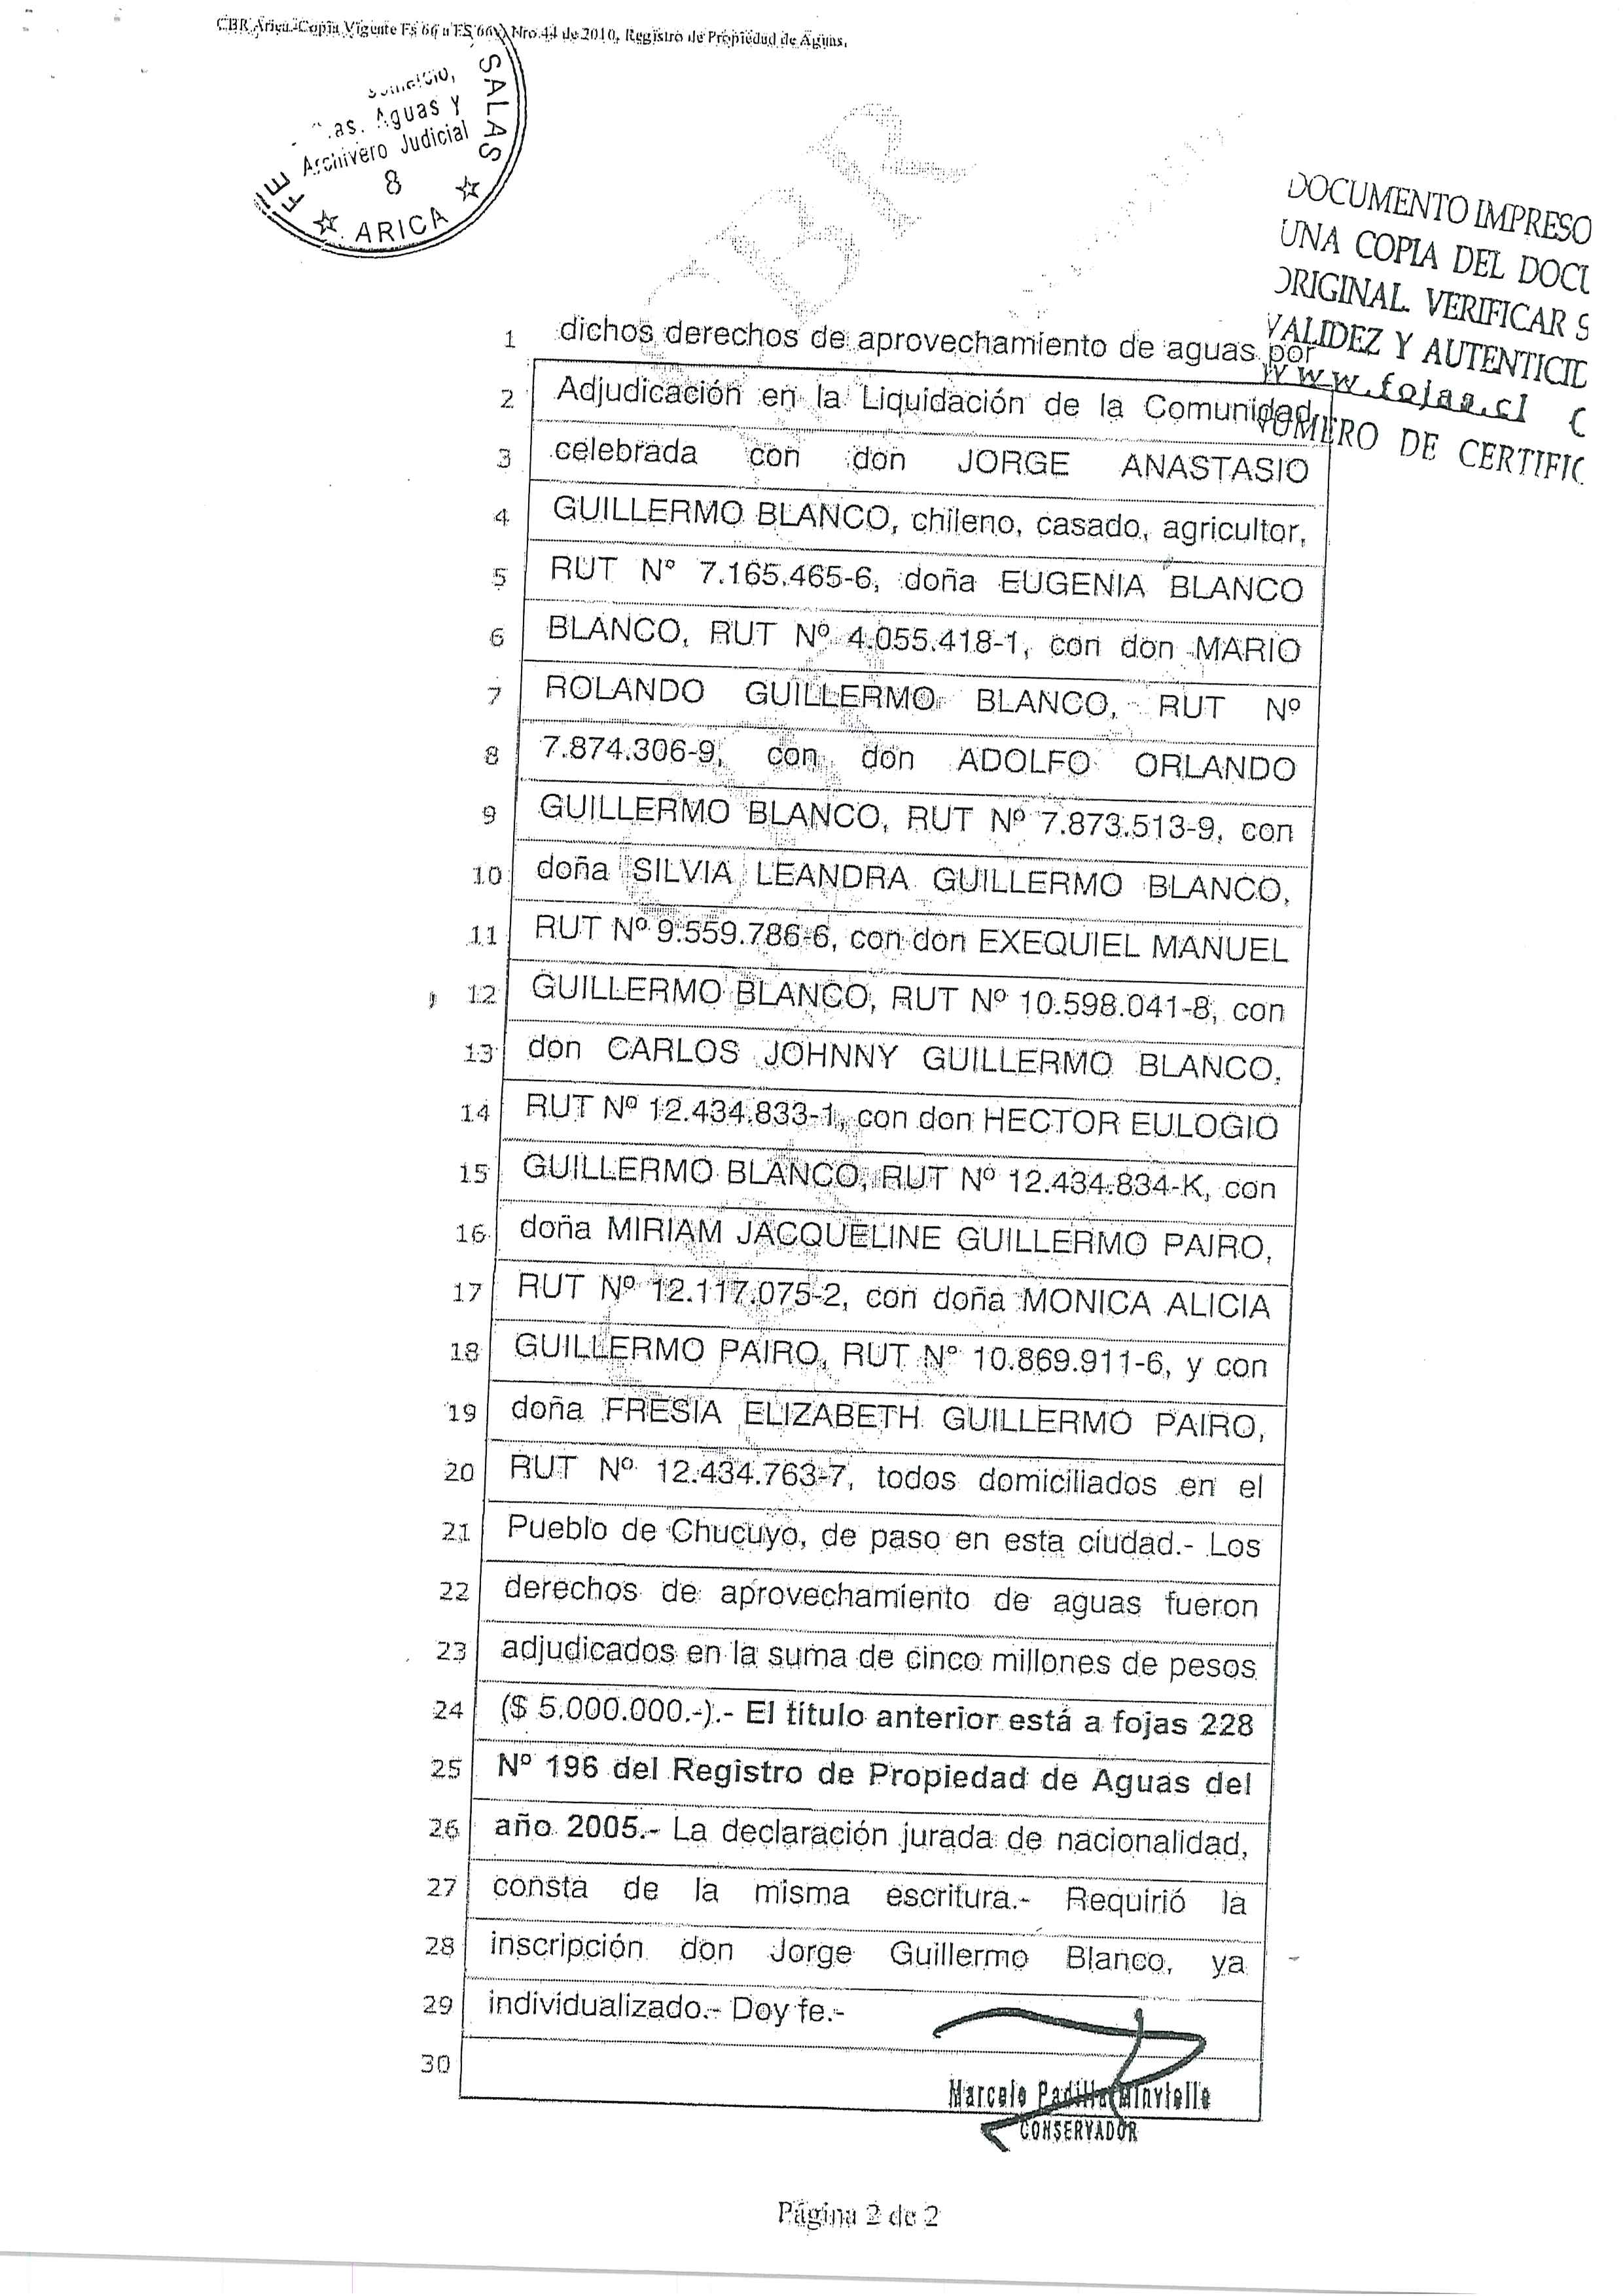 CBR Arica.-Copia Vigente Fs 66 a FS 66v, Nro.44 de 2010, Registro de Propiedad de Aguas.
SALAS
Aguas y
Archivero Judicial
8
ARICA
DOCUMENTO IMPRESO
UNA COPIA DEL DOCU
ORIGINAL. VERIFICAR S
VALIDEZ Y AUTENTICID
www.fojas.cl
NUMERO DE CERTIFIC
1 dichos derechos de aprovechamiento de aguas por
2 Adjudicación en la Liquidación de la Comunidad
3 celebrada con don JORGE ANASTASIO
4 GUILLERMO BLANCO, chileno, casado, agricultor,
5 RUT Nº 7.165.465-6, doña EUGENIA BLANCO
6 BLANCO, RUT Nº 4.055.418-1, con don MARIO
7 ROLANDO GUILLERMO BLANCO, RUT Nº
8 7.874.306-9, con don ADOLFO ORLANDO
9 GUILLERMO BLANCO, RUT Nº 7.873.513-9, con
10 doña SILVIA LEANDRA GUILLERMO BLANCO,
11 RUT Nº 9.559.786-6, con don EXEQUIEL MANUEL
12 GUILLERMO BLANCO, RUT Nº 10.598.041-8, con
13 don CARLOS JOHNNY GUILLERMO BLANCO,
14 RUT Nº 12.434.833-1, con don HECTOR EULOGIO
15 GUILLERMO BLANCO, RUT Nº 12.434.834-K, con
16 doña MIRIAM JACQUELINE GUILLERMO PAIRO,
17 RUT Nº 12.117.075-2, con doña MONICA ALICIA
18 GUILLERMO PAIRO, RUT Nº 10.869.911-6, y con
19 doña FRESIA ELIZABETH GUILLERMO PAIRO,
20 RUT Nº 12.434.763-7, todos domiciliados en el
21 Pueblo de Chucuyo, de paso en esta ciudad.- Los
22 derechos de aprovechamiento de aguas fueron
23 adjudicados en la suma de cinco millones de pesos
24 ($ 5.000.000.-).- El título anterior está a fojas 228
25 Nº 196 del Registro de Propiedad de Aguas del
26 año 2005.- La declaración jurada de nacionalidad,
27 consta de la misma escritura.- Requirió la
28 inscripción don Jorge Guillermo Blanco, ya
29 individualizado.- Doy fe.-
30
Marcelo Padilla Minvielle
CONSERVADOR
Página 2 de 2